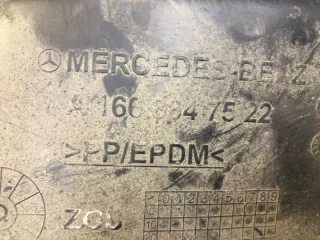 MERCEDES-BENZ
A 166 884 75 22
>PP/EPDM<
< 0 1 2 3 4 5 6 7 8 9